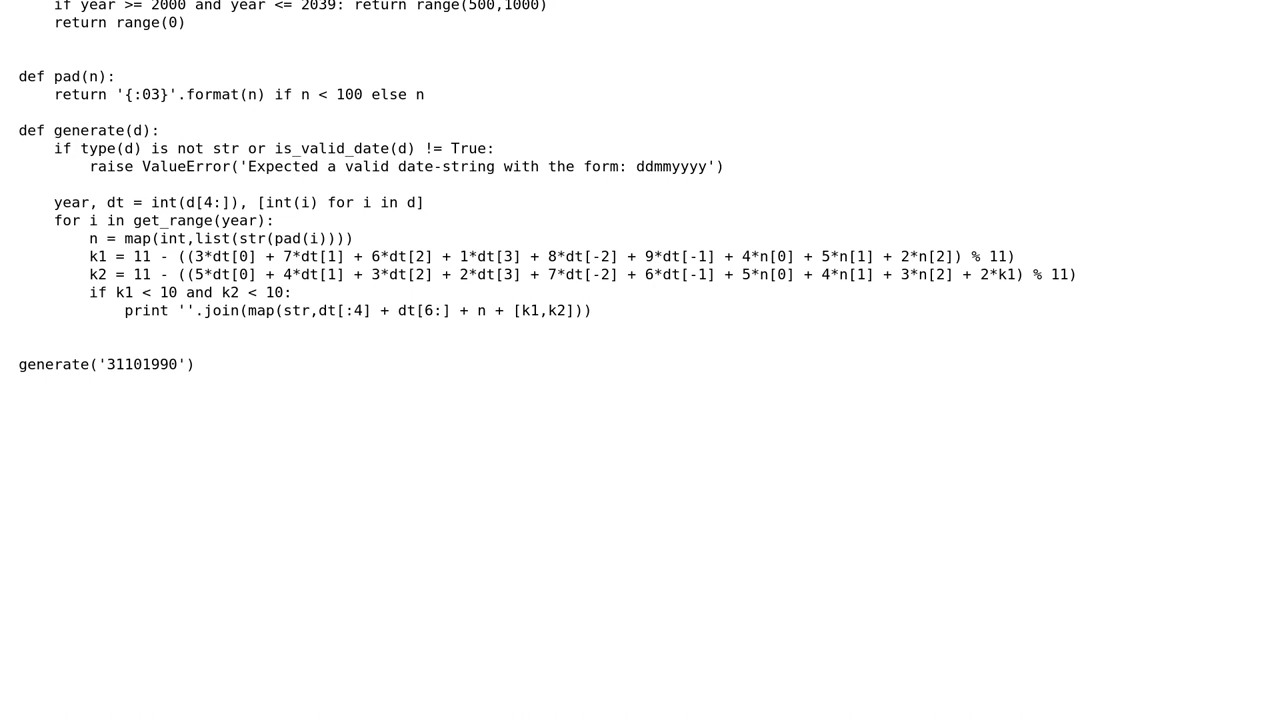 if year >= 2000 and year <= 2039: return range(500,1000)
    return range(0)


def pad(n):
    return '{:03}'.format(n) if n < 100 else n

def generate(d):
    if type(d) is not str or is_valid_date(d) != True:
        raise ValueError('Expected a valid date-string with the form: ddmmyyyy')

    year, dt = int(d[4:]), [int(i) for i in d]
    for i in get_range(year):
        n = map(int,list(str(pad(i))))
        k1 = 11 - ((3*dt[0] + 7*dt[1] + 6*dt[2] + 1*dt[3] + 8*dt[-2] + 9*dt[-1] + 4*n[0] + 5*n[1] + 2*n[2]) % 11)
        k2 = 11 - ((5*dt[0] + 4*dt[1] + 3*dt[2] + 2*dt[3] + 7*dt[-2] + 6*dt[-1] + 5*n[0] + 4*n[1] + 3*n[2] + 2*k1) % 11)
        if k1 < 10 and k2 < 10:
            print ''.join(map(str,dt[:4] + dt[6:] + n + [k1,k2]))


generate('31101990')